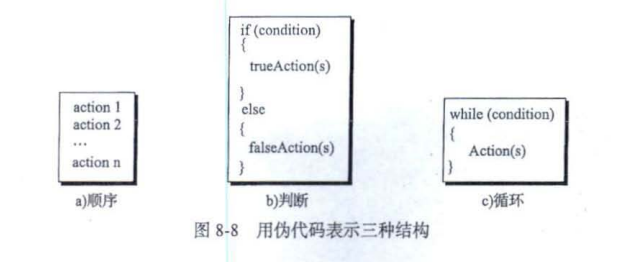 action 1
action 2
…
action n
a)顺序
if (condition)
{
trueAction(s)
}
else
{
falseAction(s)
}
b)判断
while (condition)
{
Action(s)
}
c)循环
图 8-8 用伪代码表示三种结构